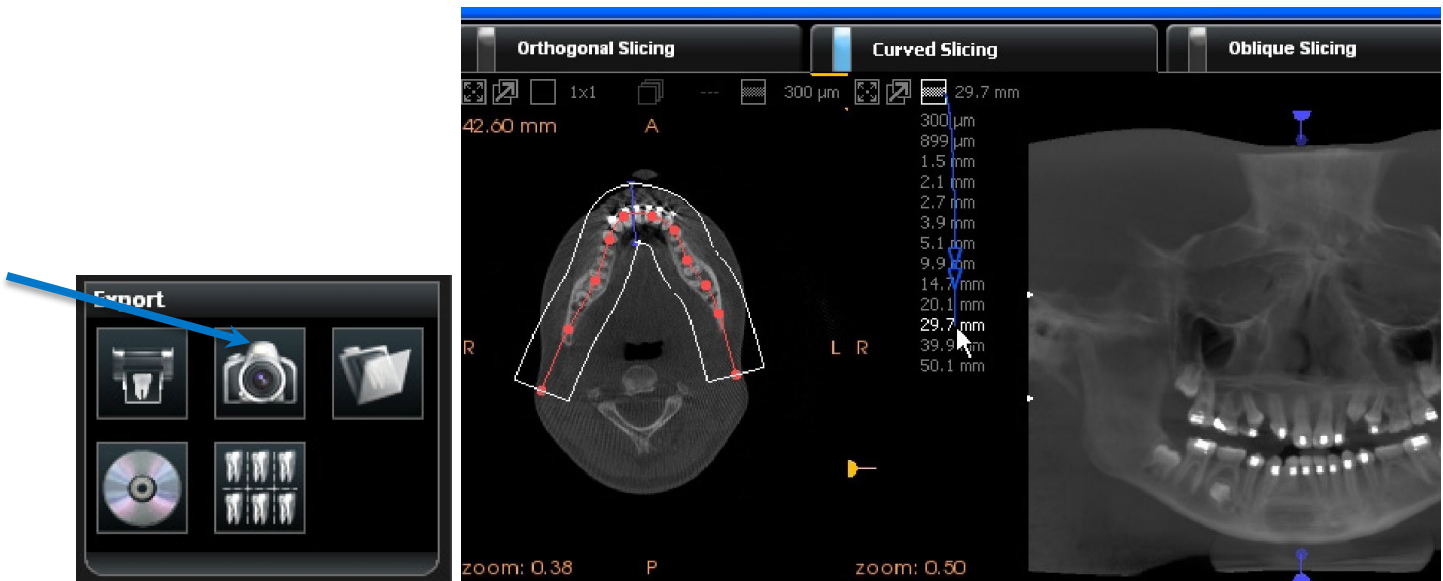 Export
Orthogonal Slicing
Curved Slicing
Oblique Slicing
1x1
---
300 µm
29.7 mm
42.60 mm
A
R
L
P
zoom: 0.38
300 µm
899 µm
1.5 mm
2.1 mm
2.7 mm
3.9 mm
5.1 mm
9.9 mm
14.7 mm
20.1 mm
29.7 mm
39.9 mm
50.1 mm
R
zoom: 0.50